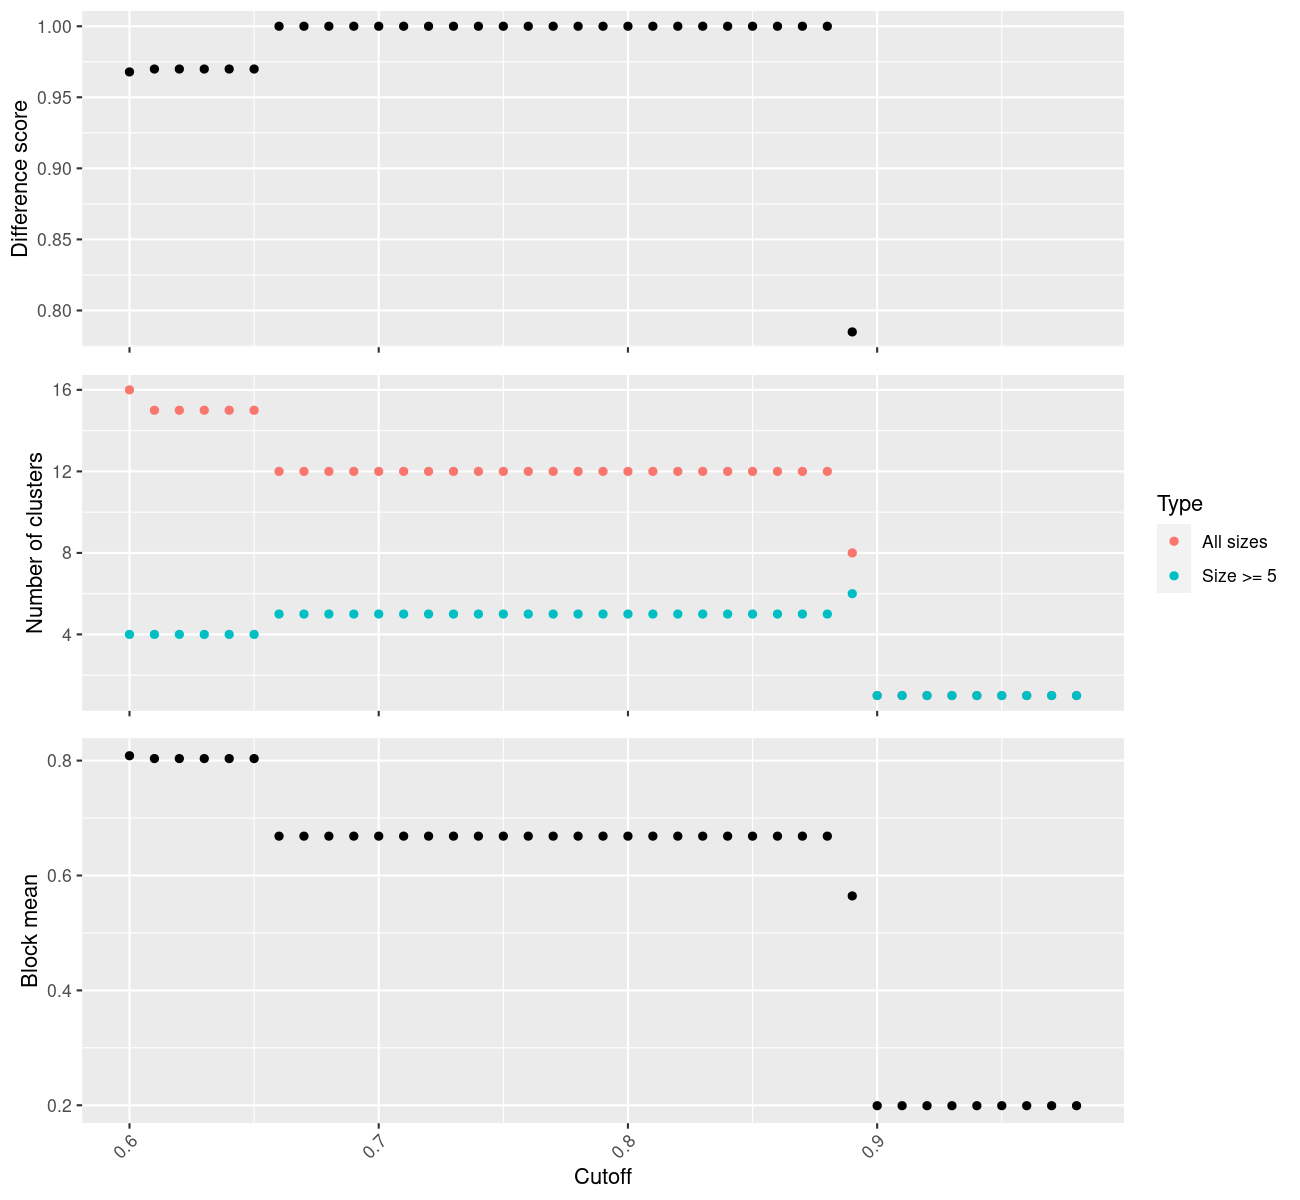 Difference score
1.00
0.95
0.90
0.85
0.80
Number of clusters
16
12
8
4
Type
All sizes
Size >= 5
Block mean
0.8
0.6
0.4
0.2
0.6 0.7 0.8 0.9
Cutoff